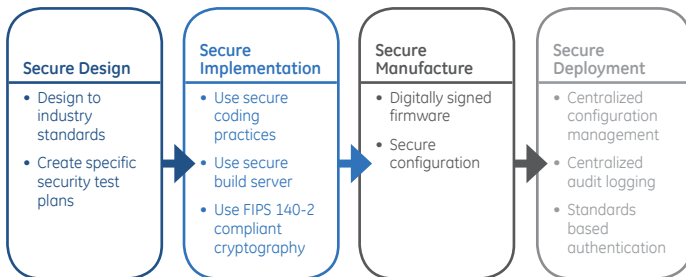 Secure Design
• Design to
industry
standards
• Create specific
security test
plans
Secure
Implementation
• Use secure
coding
practices
• Use secure
build server
• Use FIPS 140-2
compliant
cryptography
Secure
Manufacture
• Digitally signed
firmware
• Secure
configuration
Secure
Deployment
• Centralized
configuration
management
• Centralized
audit logging
• Standards
based
authentication